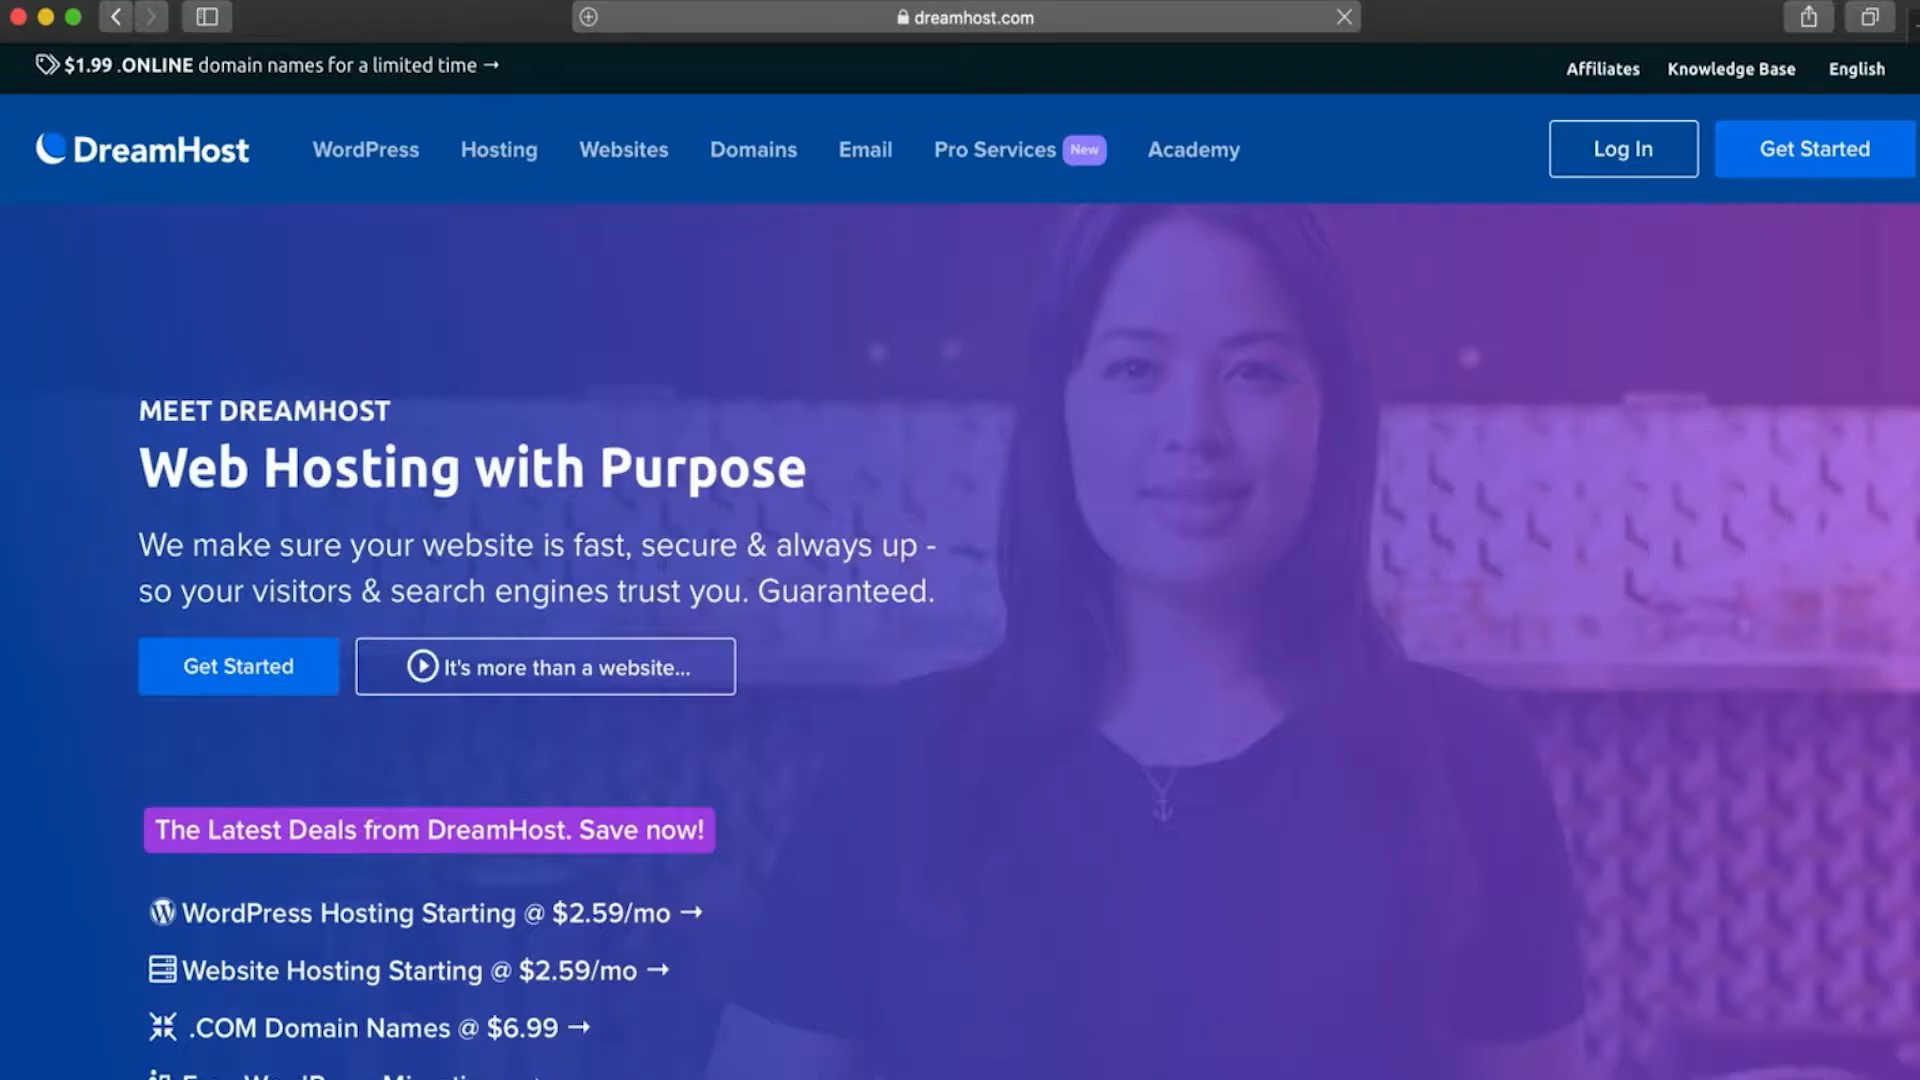 dreamhost.com
$1.99 .ONLINE domain names for a limited time →
Affiliates Knowledge Base English
DreamHost WordPress Hosting Websites Domains Email Pro Services New Academy Log In Get Started
MEET DREAMHOST
Web Hosting with Purpose
We make sure your website is fast, secure & always up -
so your visitors & search engines trust you. Guaranteed.
Get Started It's more than a website...
The Latest Deals from DreamHost. Save now!
WordPress Hosting Starting @ $2.59/mo →
Website Hosting Starting @ $2.59/mo →
.COM Domain Names @ $6.99 →